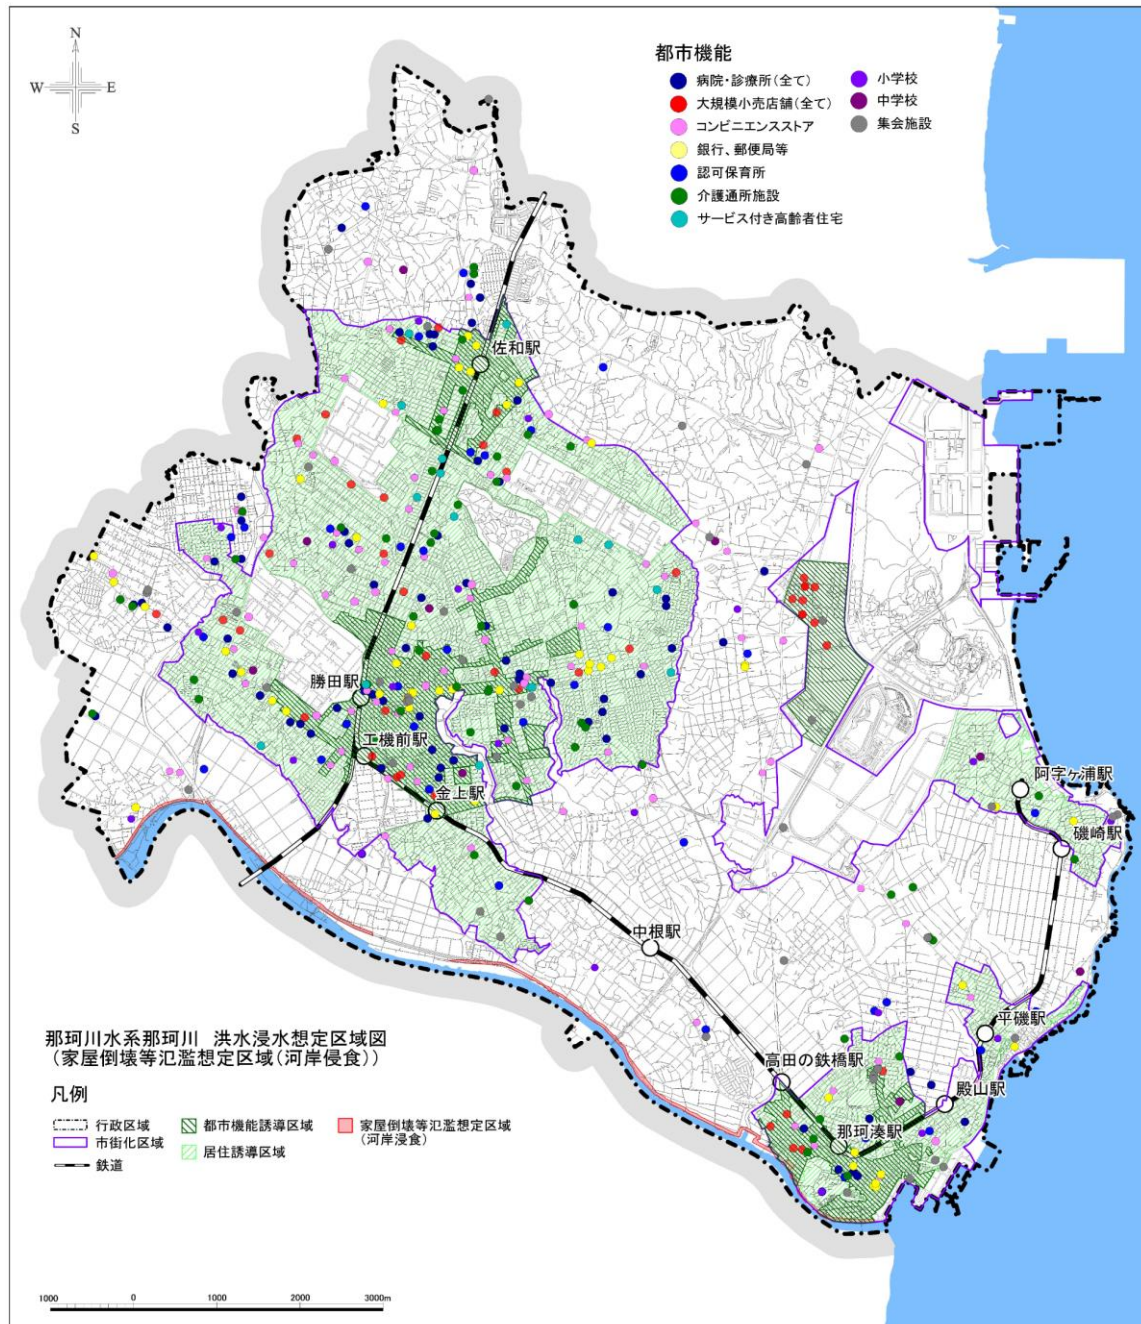 N
W E
S
都市機能
病院・診療所(全て)
大規模小売店舗(全て)
コンビニエンスストア
銀行、郵便局等
認可保育所
介護通所施設
サービス付き高齢者住宅
小学校
中学校
集会施設
佐和駅
勝田駅
工機前駅
金上駅
阿字ヶ浦駅
磯崎駅
中根駅
平磯駅
高田の鉄橋駅
殿山駅
那珂湊駅
那珂川水系那珂川 洪水浸水想定区域図
(家屋倒壊等氾濫想定区域(河岸侵食))
凡例
行政区域
市街化区域
鉄道
都市機能誘導区域
居住誘導区域
家屋倒壊等氾濫想定区域
(河岸浸食)
1000 0 1000 2000 3000m